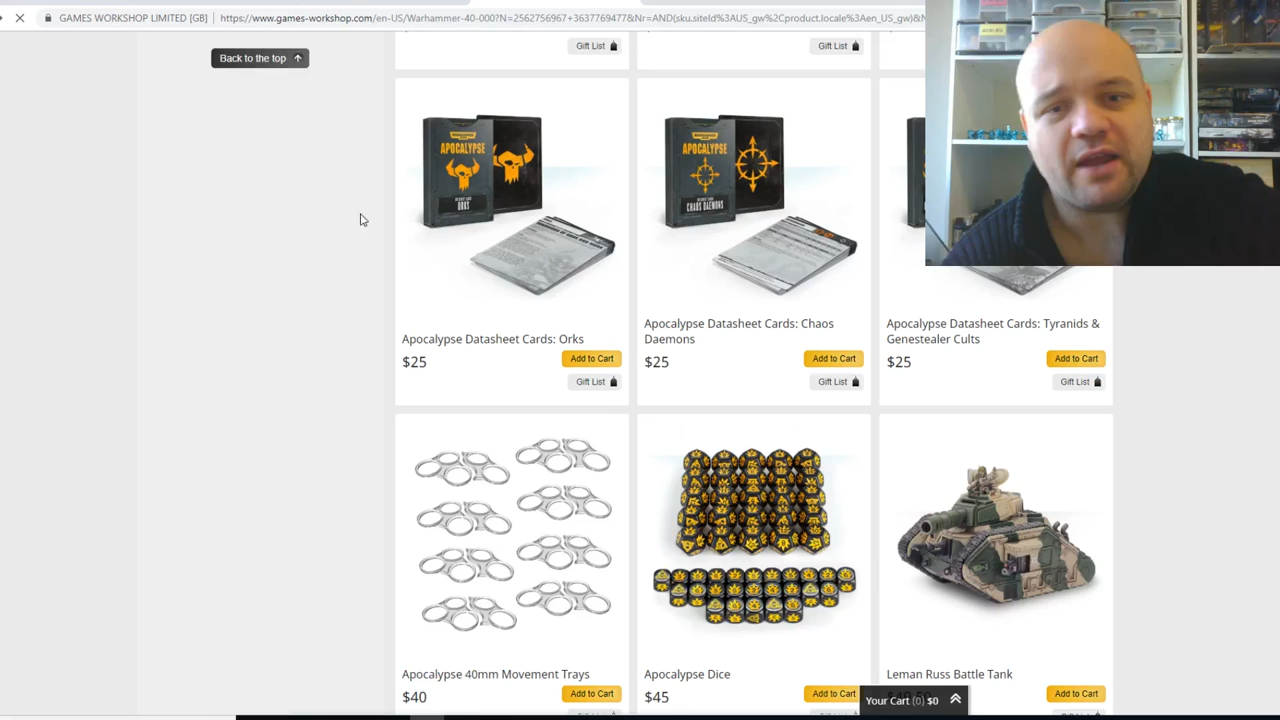 GAMES WORKSHOP LIMITED [GB]
https://www.games-workshop.com/en-US/Warhammer-40-000?N=2562756967+3637769477&Nr=AND(sku.siteId%3AUS_gw%2Cproduct.locale%3Aen_US_gw)&N
Gift List
Gift List
Back to the top
APOCALYPSE
ORKS
APOCALYPSE
CHAOS DAEMONS
Apocalypse Datasheet Cards: Orks
$25
Add to Cart
Gift List
Apocalypse Datasheet Cards: Chaos
Daemons
$25
Add to Cart
Gift List
Apocalypse Datasheet Cards: Tyranids &
Genestealer Cults
$25
Add to Cart
Gift List
Apocalypse 40mm Movement Trays
$40
Add to Cart
Apocalypse Dice
$45
Add to Cart
Leman Russ Battle Tank
Add to Cart
Your Cart (0) $0